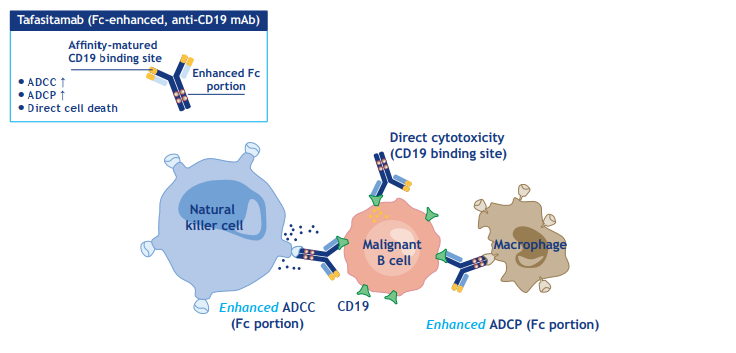 Tafasitamab (Fc-enhanced, anti-CD19 mAb)
Affinity-matured
CD19 binding site
Enhanced Fc
portion
• ADCC ↑
• ADCP ↑
• Direct cell death
Direct cytotoxicity
(CD19 binding site)
Natural
killer cell
Malignant
B cell
Macrophage
Enhanced ADCC
(Fc portion)
CD19
Enhanced ADCP (Fc portion)